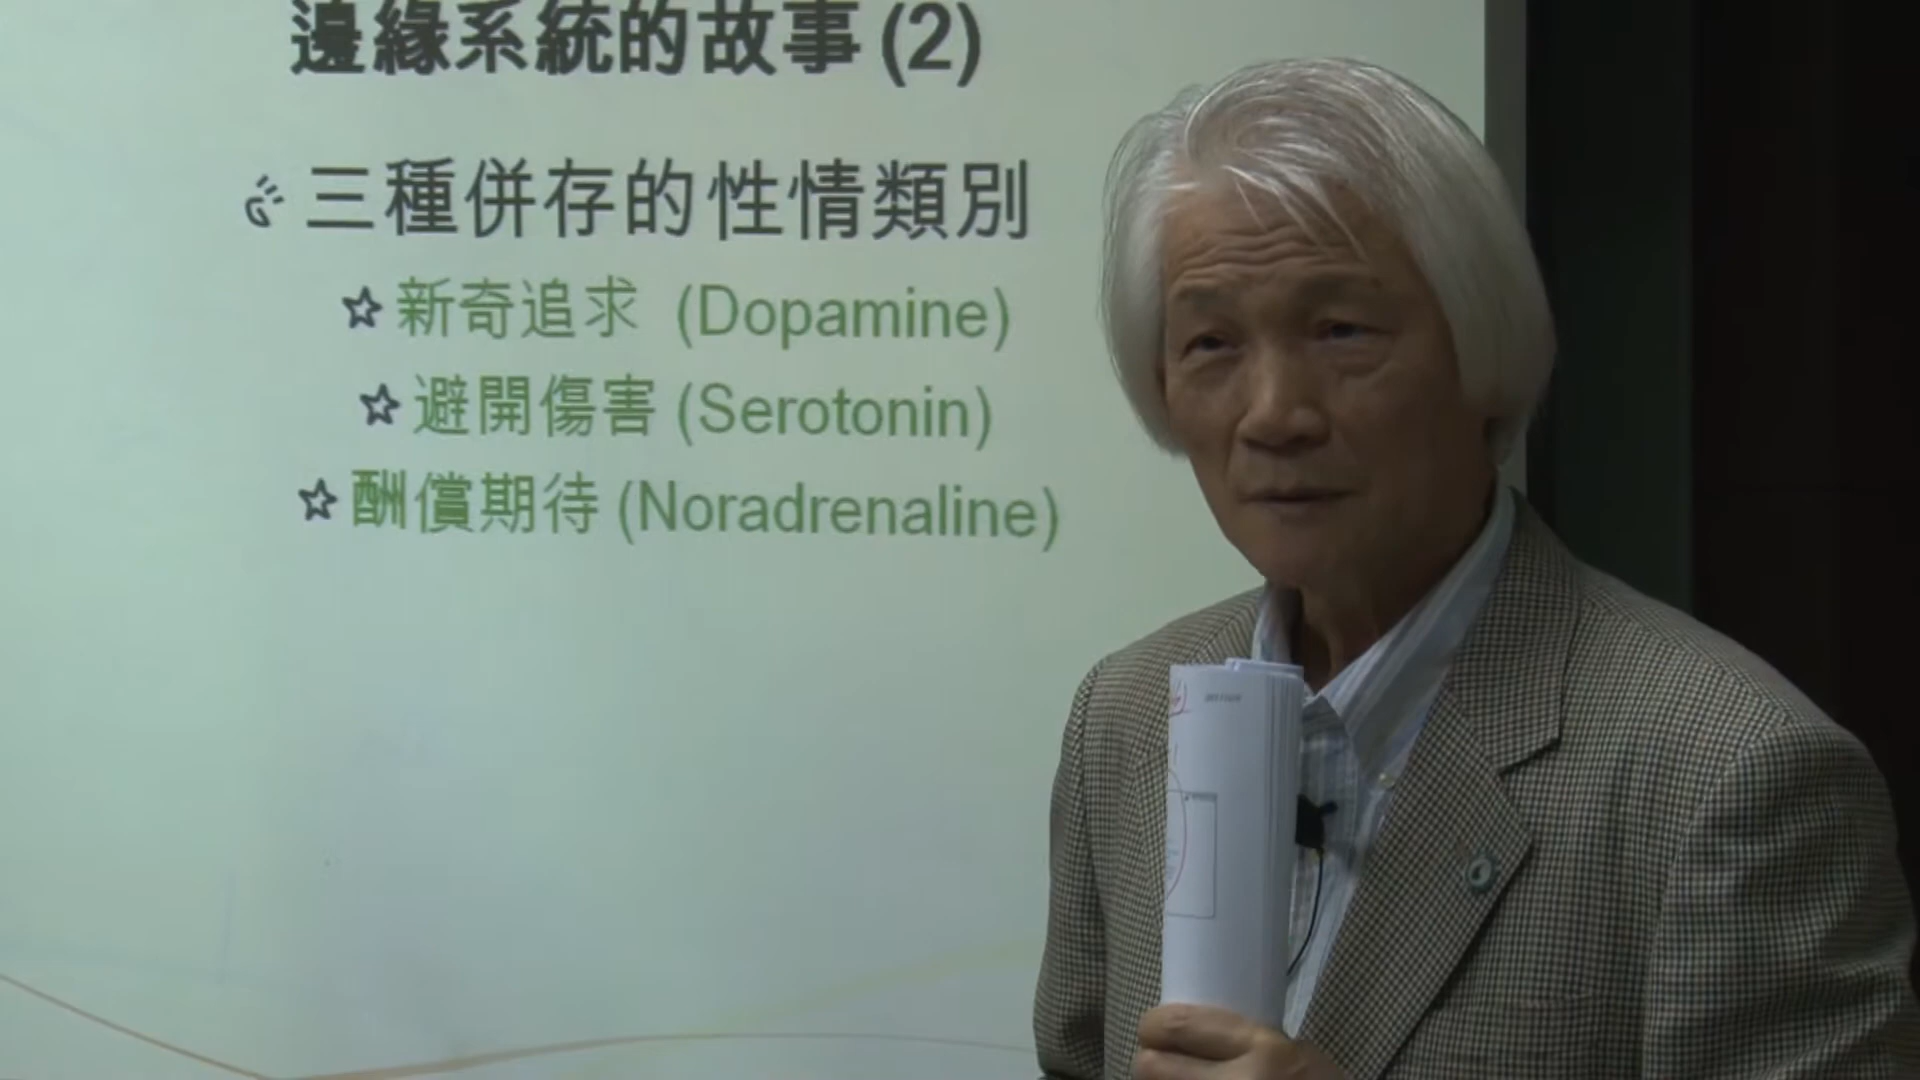 邊緣系統的故事 (2)
三種併存的性情類別
新奇追求 (Dopamine)
避開傷害 (Serotonin)
酬償期待 (Noradrenaline)